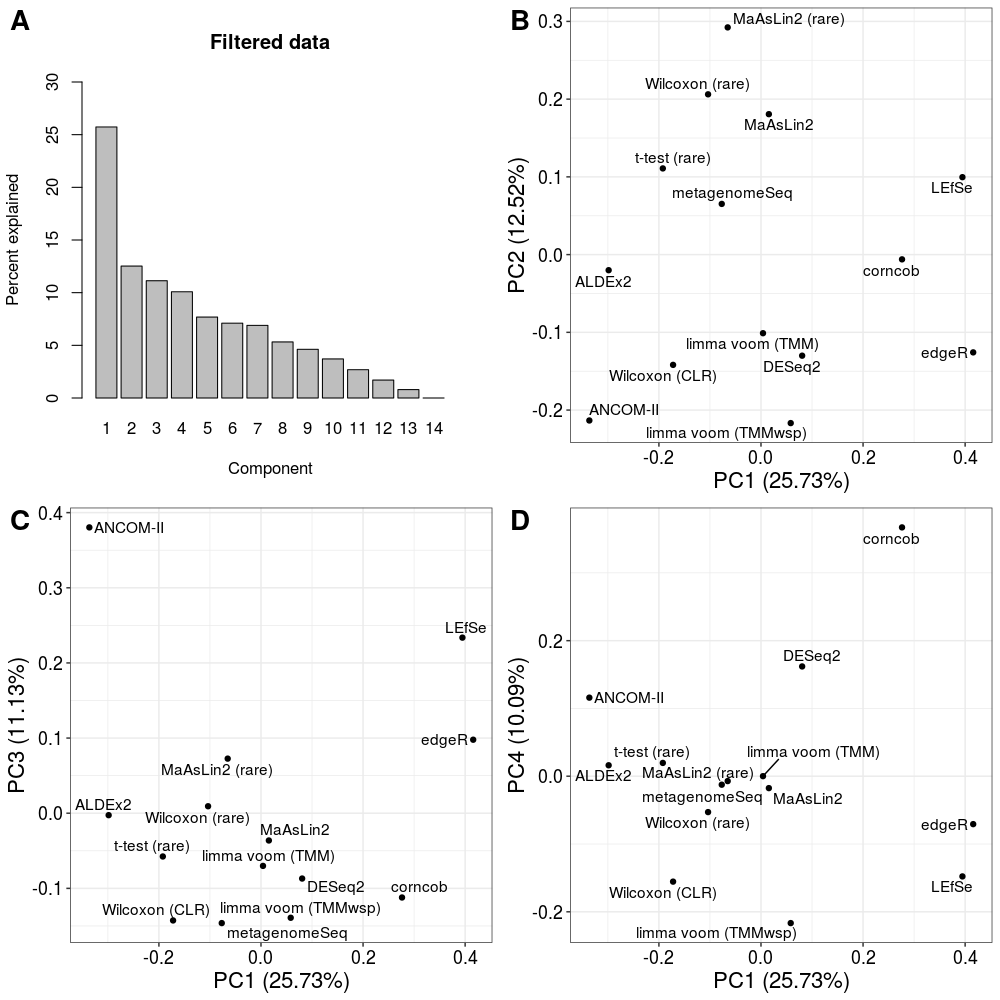 A
Filtered data
30
25
20
15
10
5
0
Percent explained
1 2 3 4 5 6 7 8 9 10 11 12 13 14
Component
B
0.3
0.2
0.1
0.0
-0.1
-0.2
PC2 (12.52%)
MaAsLin2 (rare)
Wilcoxon (rare)
MaAsLin2
t-test (rare)
metagenomeSeq
LEfSe
corncob
ALDEx2
limma voom (TMM)
edgeR
DESeq2
Wilcoxon (CLR)
ANCOM-II
limma voom (TMMwsp)
-0.2 0.0 0.2 0.4
PC1 (25.73%)
C
0.4
0.3
0.2
0.1
0.0
-0.1
PC3 (11.13%)
ANCOM-II
LEfSe
edgeR
MaAsLin2 (rare)
ALDEx2
Wilcoxon (rare)
MaAsLin2
t-test (rare)
limma voom (TMM)
DESeq2
corncob
Wilcoxon (CLR)
limma voom (TMMwsp)
metagenomeSeq
-0.2 0.0 0.2 0.4
PC1 (25.73%)
D
0.2
0.0
-0.2
PC4 (10.09%)
corncob
DESeq2
ANCOM-II
t-test (rare)
limma voom (TMM)
ALDEx2
MaAsLin2 (rare)
metagenomeSeq
MaAsLin2
Wilcoxon (rare)
edgeR
LEfSe
Wilcoxon (CLR)
limma voom (TMMwsp)
-0.2 0.0 0.2 0.4
PC1 (25.73%)